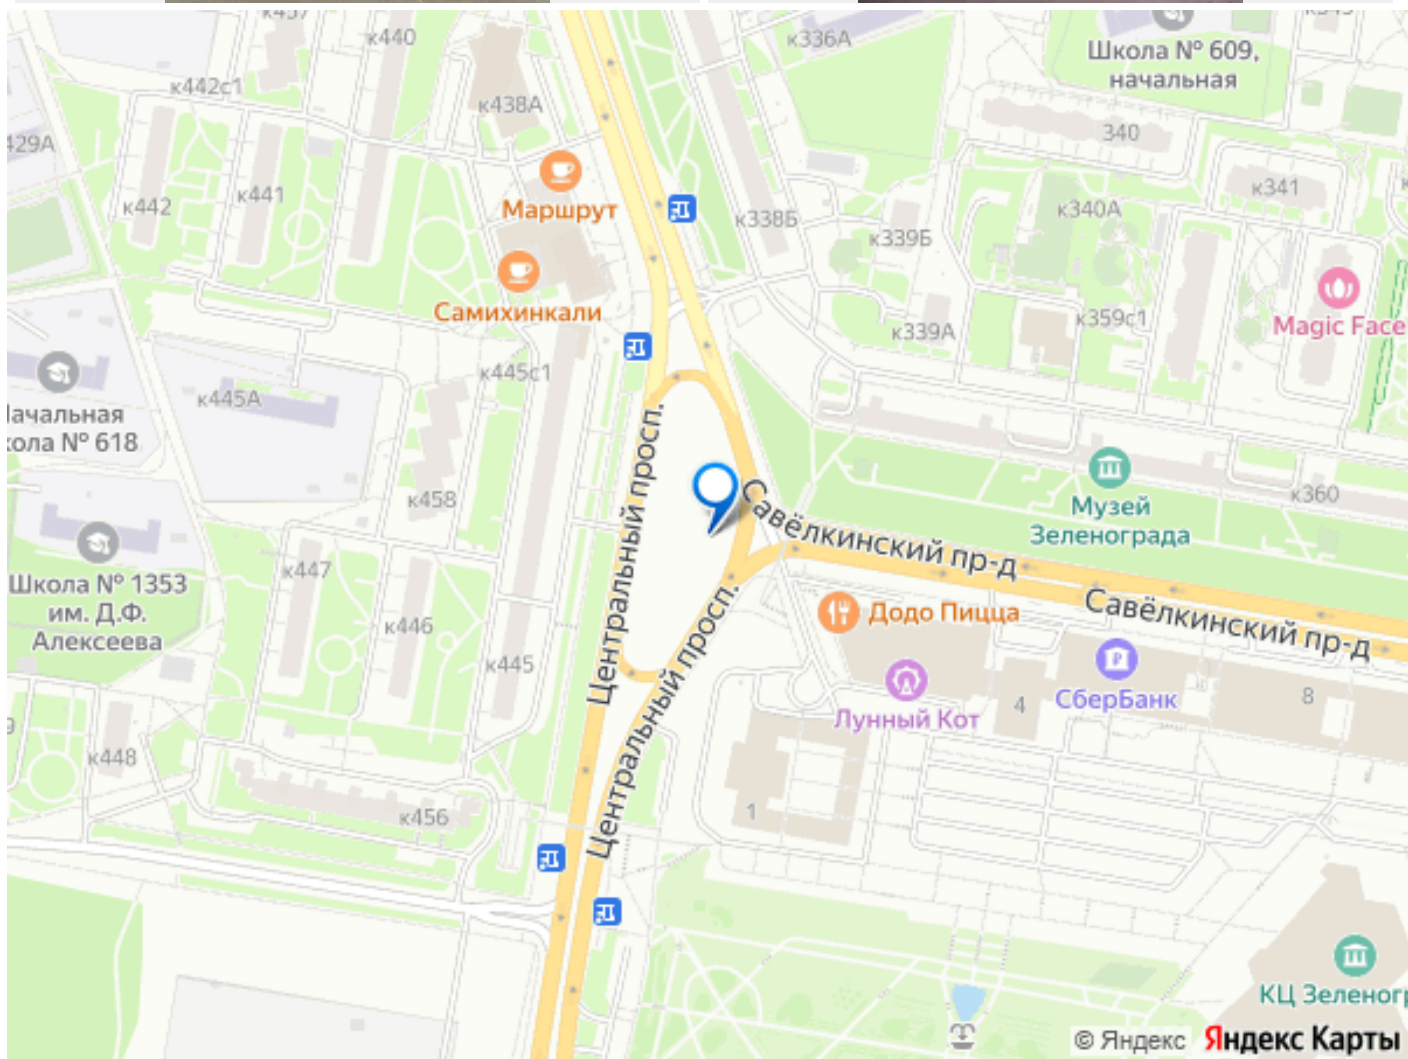 к437
к440
к336А
Школа № 609,
начальная
к442с1
к438А
429А
340
к341
к442
к441
Маршрут
к338Б
к339Б
к340А
Самихинкали
к339А
к359с1
Magic Face
к445с1
к445А
Начальная
школа № 618
к458
Центральный просп.
Савёлкинский пр-д
Музей
Зеленограда
к360
Школа № 1353
им. Д.Ф.
Алексеева
к447
к446
к445
Додо Пицца
Савёлкинский пр-д
Центральный просп.
СберБанк
Лунный Кот
4
8
к448
к456
1
КЦ Зеленогр
© Яндекс Яндекс Карты